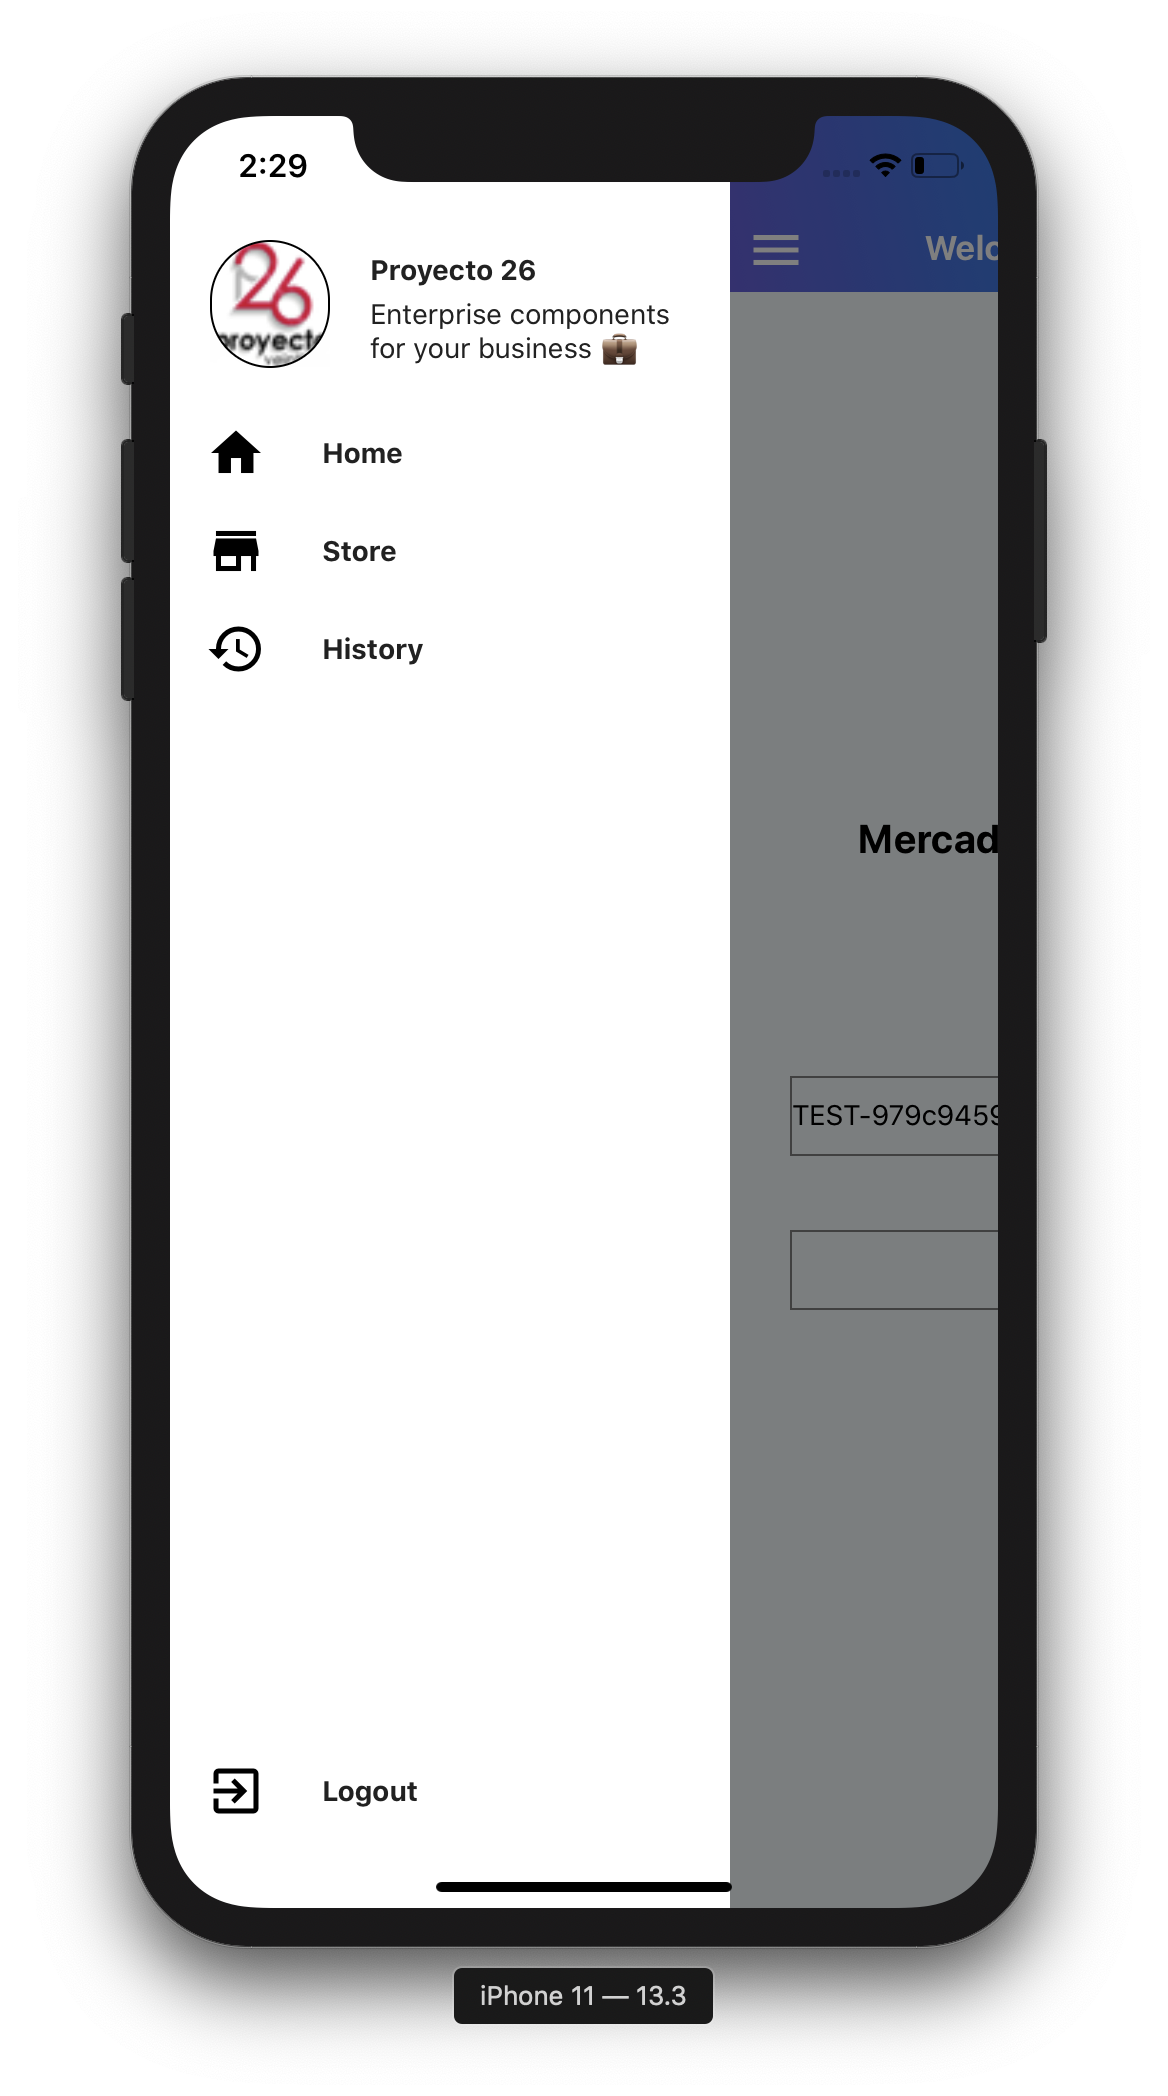 2:29
Welc
26
proyecto
Proyecto 26
Enterprise components
for your business
Home
Store
History
Mercad
TEST-979c9459
Logout
iPhone 11 — 13.3